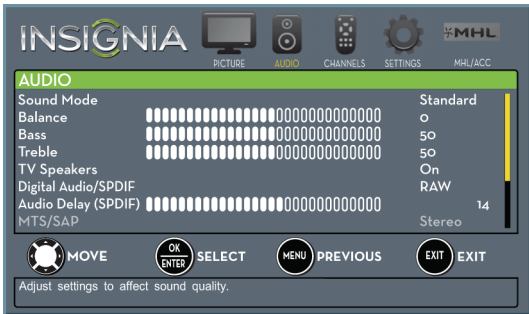 INSIGNIA
PICTURE AUDIO CHANNELS SETTINGS MHL MHL/ACC
AUDIO
Sound Mode Standard
Balance 0
Bass 50
Treble 50
TV Speakers On
Digital Audio/SPDIF RAW
Audio Delay (SPDIF) 14
MTS/SAP Stereo
MOVE OK ENTER SELECT MENU PREVIOUS EXIT EXIT
Adjust settings to affect sound quality.